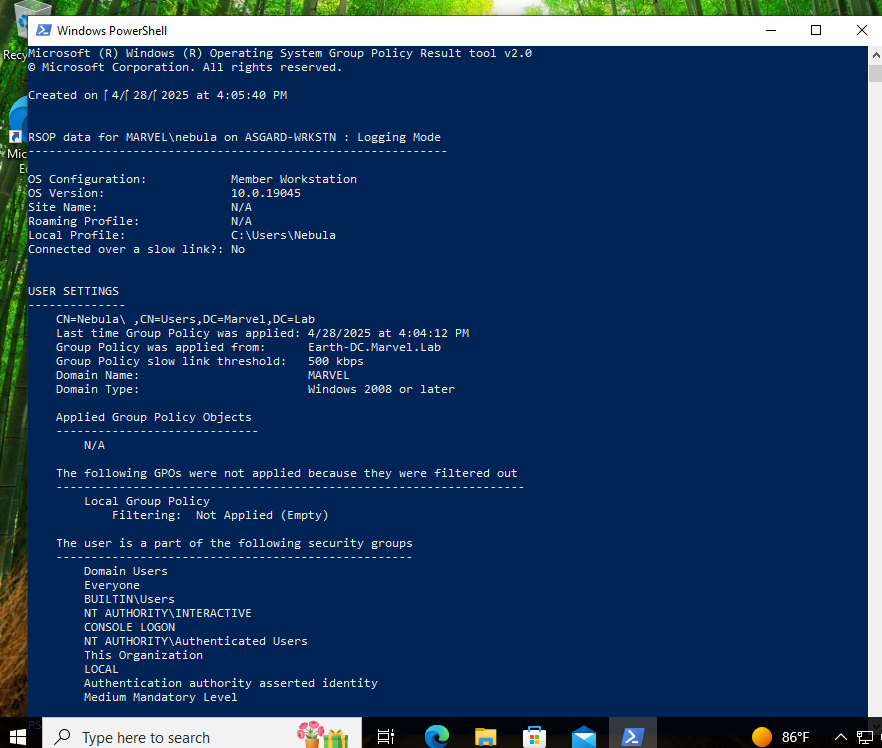 Windows PowerShell
Recy
Microsoft (R) Windows (R) Operating System Group Policy Result tool v2.0
© Microsoft Corporation. All rights reserved.
Created on 4/28/2025 at 4:05:40 PM
RSOP data for MARVEL\nebula on ASGARD-WRKSTN : Logging Mode
-----------------------------------------------------------
Mic
E
OS Configuration: Member Workstation
OS Version: 10.0.19045
Site Name: N/A
Roaming Profile: N/A
Local Profile: C:\Users\Nebula
Connected over a slow link?: No
USER SETTINGS
--------------
CN=Nebula\ ,CN=Users,DC=Marvel,DC=Lab
Last time Group Policy was applied: 4/28/2025 at 4:04:12 PM
Group Policy was applied from: Earth-DC.Marvel.Lab
Group Policy slow link threshold: 500 kbps
Domain Name: MARVEL
Domain Type: Windows 2008 or later
Applied Group Policy Objects
-----------------------------
N/A
The following GPOs were not applied because they were filtered out
-------------------------------------------------------------------
Local Group Policy
Filtering: Not Applied (Empty)
The user is a part of the following security groups
---------------------------------------------------
Domain Users
Everyone
BUILTIN\Users
NT AUTHORITY\INTERACTIVE
CONSOLE LOGON
NT AUTHORITY\Authenticated Users
This Organization
LOCAL
Authentication authority asserted identity
Medium Mandatory Level
PS
Type here to search
86°F